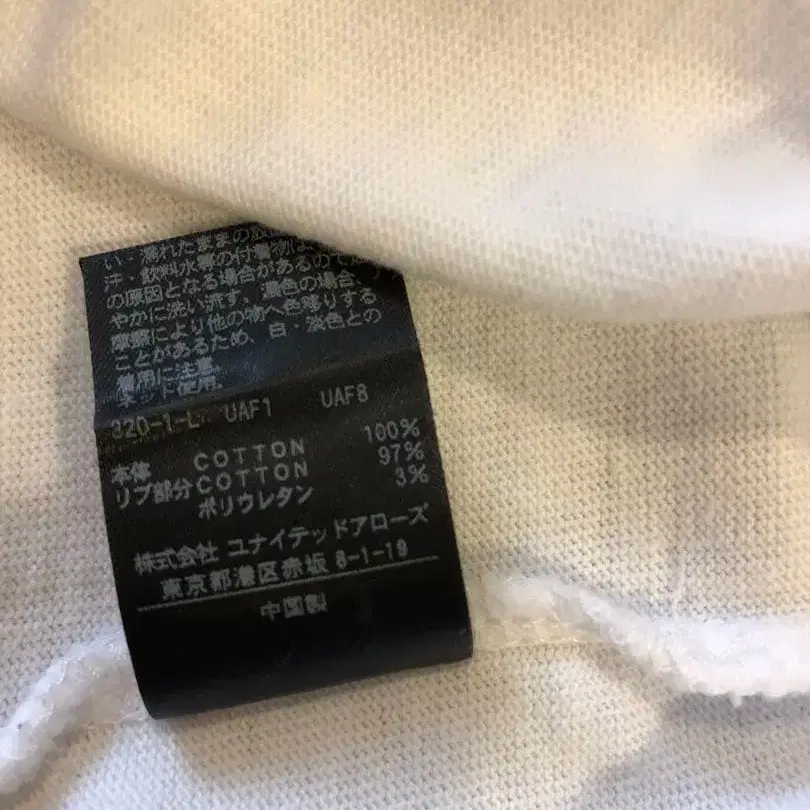 い・濡れたままの放
汗・飲料水等の付着物は
の原因となる場合があるので速
やかに洗い流す。濃色の場合、
摩擦により他の物へ色移りする
ことがあるため、白・淡色との
着用に注意
ネット使用。
320-1-L UAF1 UAF8
本体 COTTON 100%
リブ部分 COTTON 97%
ポリウレタン 3%
株式会社 ユナイテッドアローズ
東京都港区赤坂 8-1-19
中国製